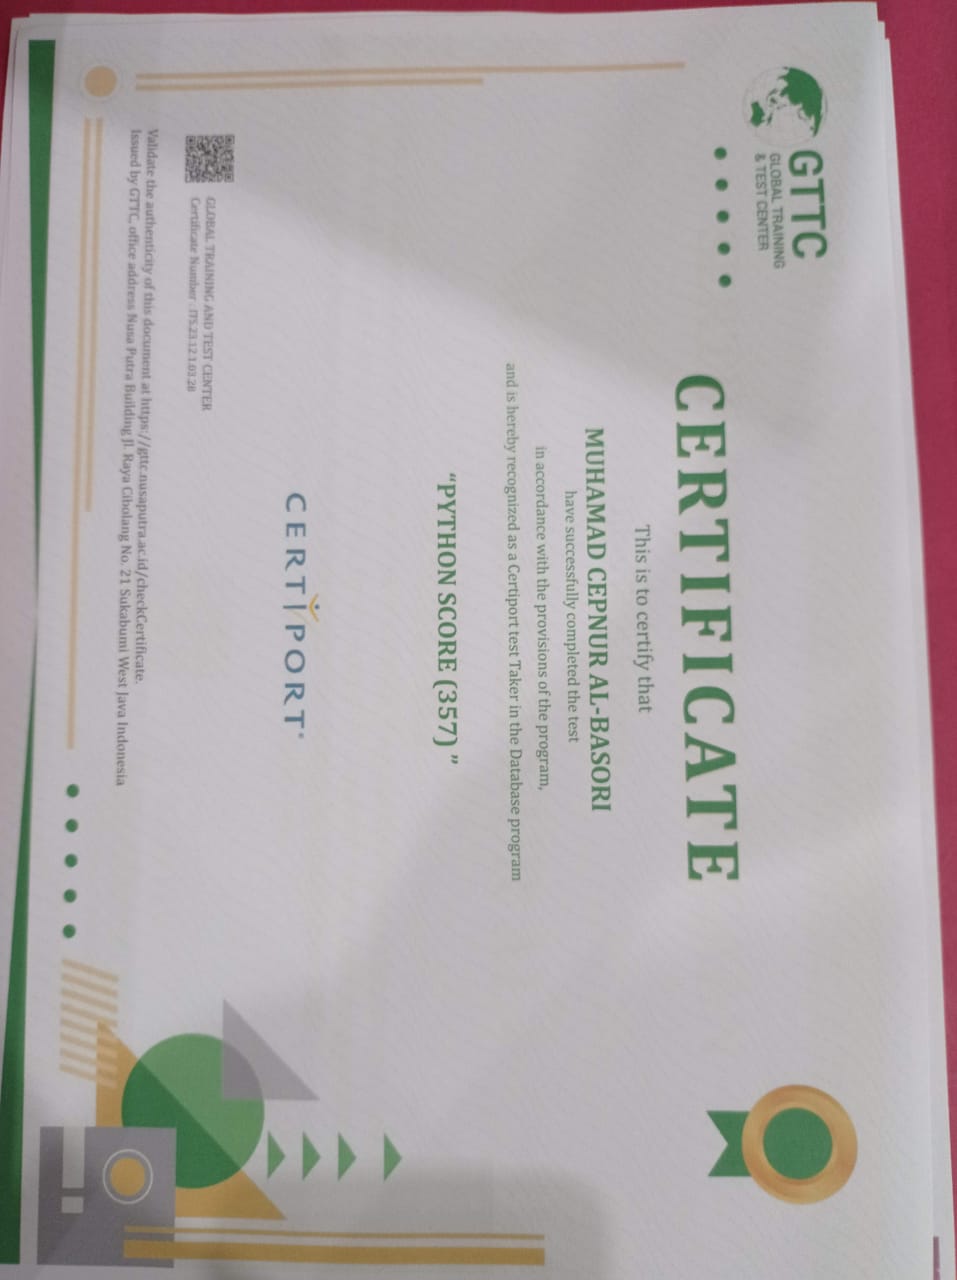 GTTC
GLOBAL TRAINING
& TEST CENTER
CERTIFICATE
This is to certify that
MUHAMAD CEPNUR AL-BASORI
have successfully completed the test
in accordance with the provisions of the program,
and is hereby recognized as a Certiport test Taker in the Database program
"PYTHON SCORE (357) "
CERTIPORT
GLOBAL TRAINING AND TEST CENTER
Certificate Number : ITS.23.12.1.03.28
Validate the authenticity of this document at https://gttc.nusaputra.ac.id/checkCertificate.
Issued by GTTC, office address Nusa Putra Building Jl. Raya Cibolang No. 21 Sukabumi West Java Indonesia